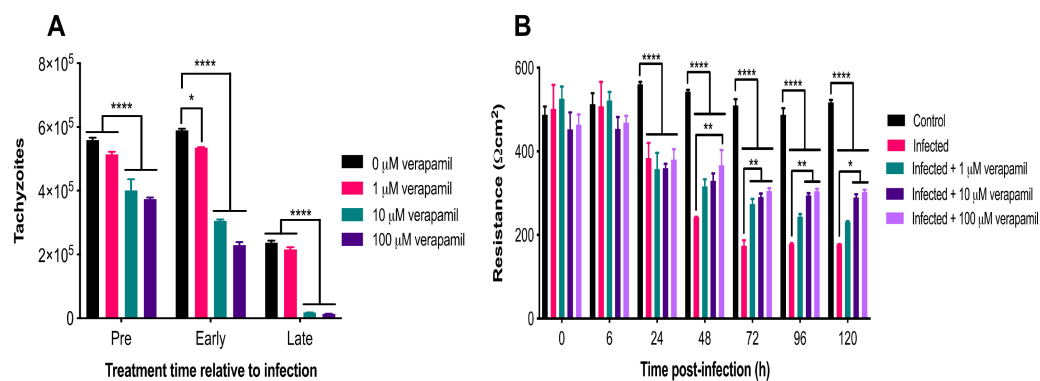 A
Tachyzoites
8×10⁵
6×10⁵
4×10⁵
2×10⁵
0
****
****
*
****
Pre
Early
Late
Treatment time relative to infection
0 μM verapamil
1 μM verapamil
10 μM verapamil
100 μM verapamil
B
Resistance (Ωcm²)
600
400
200
0
****
****
**
****
**
****
**
****
*
0
6
24
48
72
96
120
Time post-infection (h)
Control
Infected
Infected + 1 μM verapamil
Infected + 10 μM verapamil
Infected + 100 μM verapamil